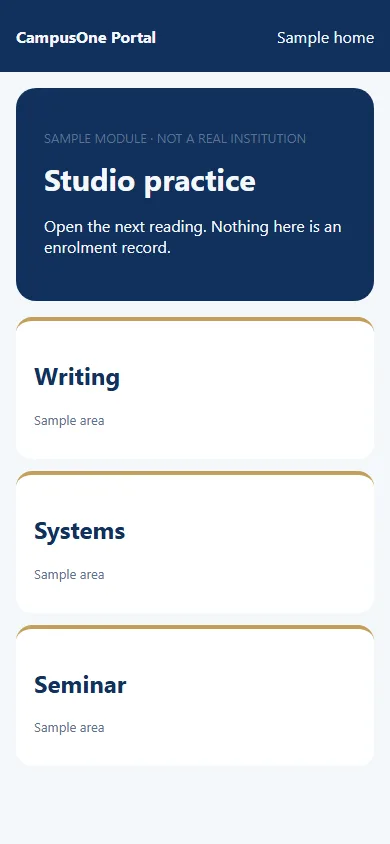 CampusOne Portal
Sample home
SAMPLE MODULE · NOT A REAL INSTITUTION
Studio practice
Open the next reading. Nothing here is an
enrolment record.
Writing
Sample area
Systems
Sample area
Seminar
Sample area